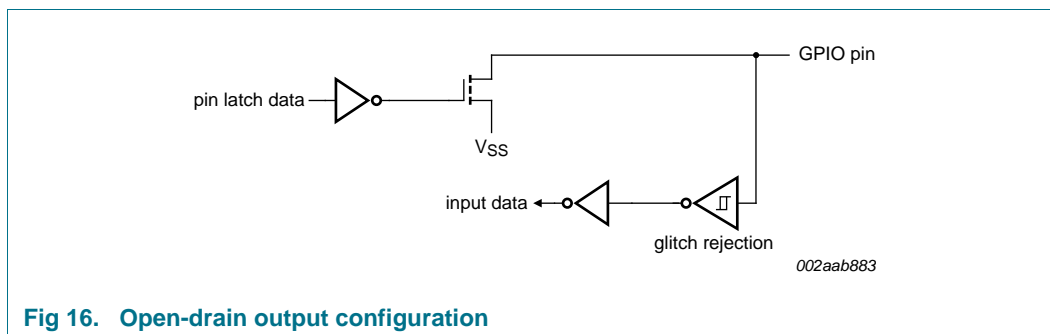 GPIO pin
pin latch data
VSS
input data
glitch rejection
002aab883
Fig 16. Open-drain output configuration